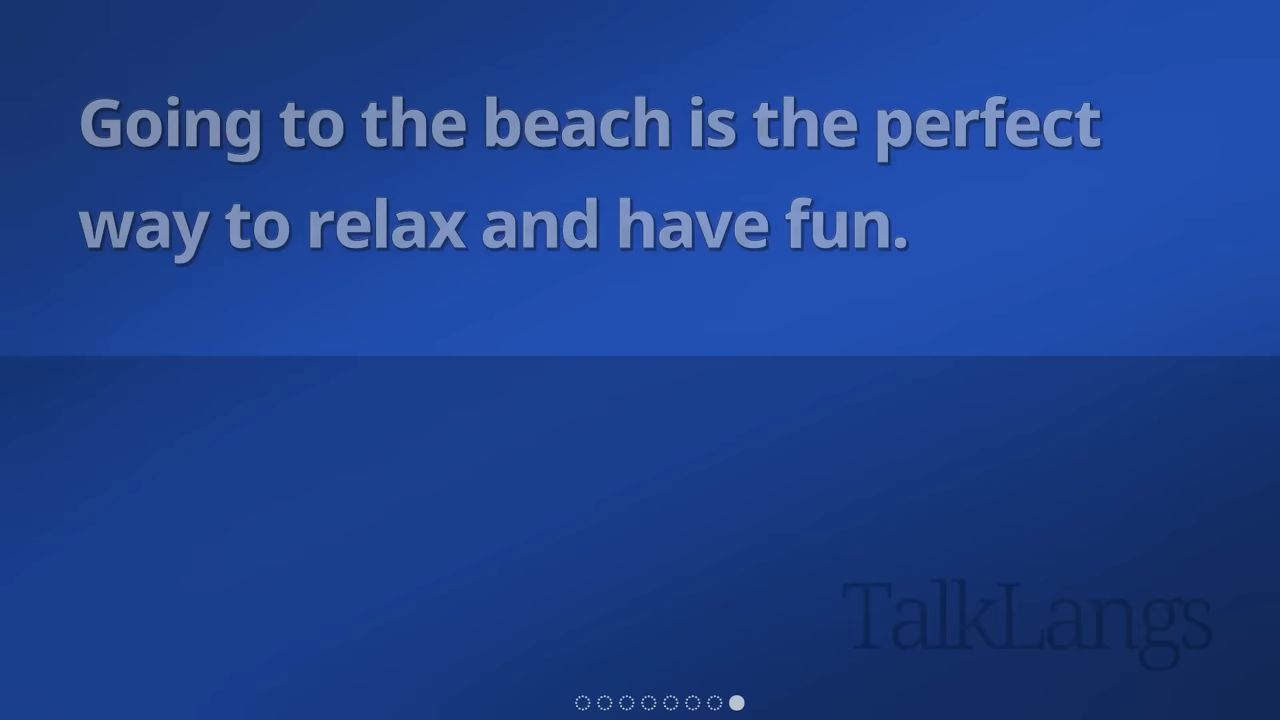 Going to the beach is the perfect
way to relax and have fun.
TalkLangs